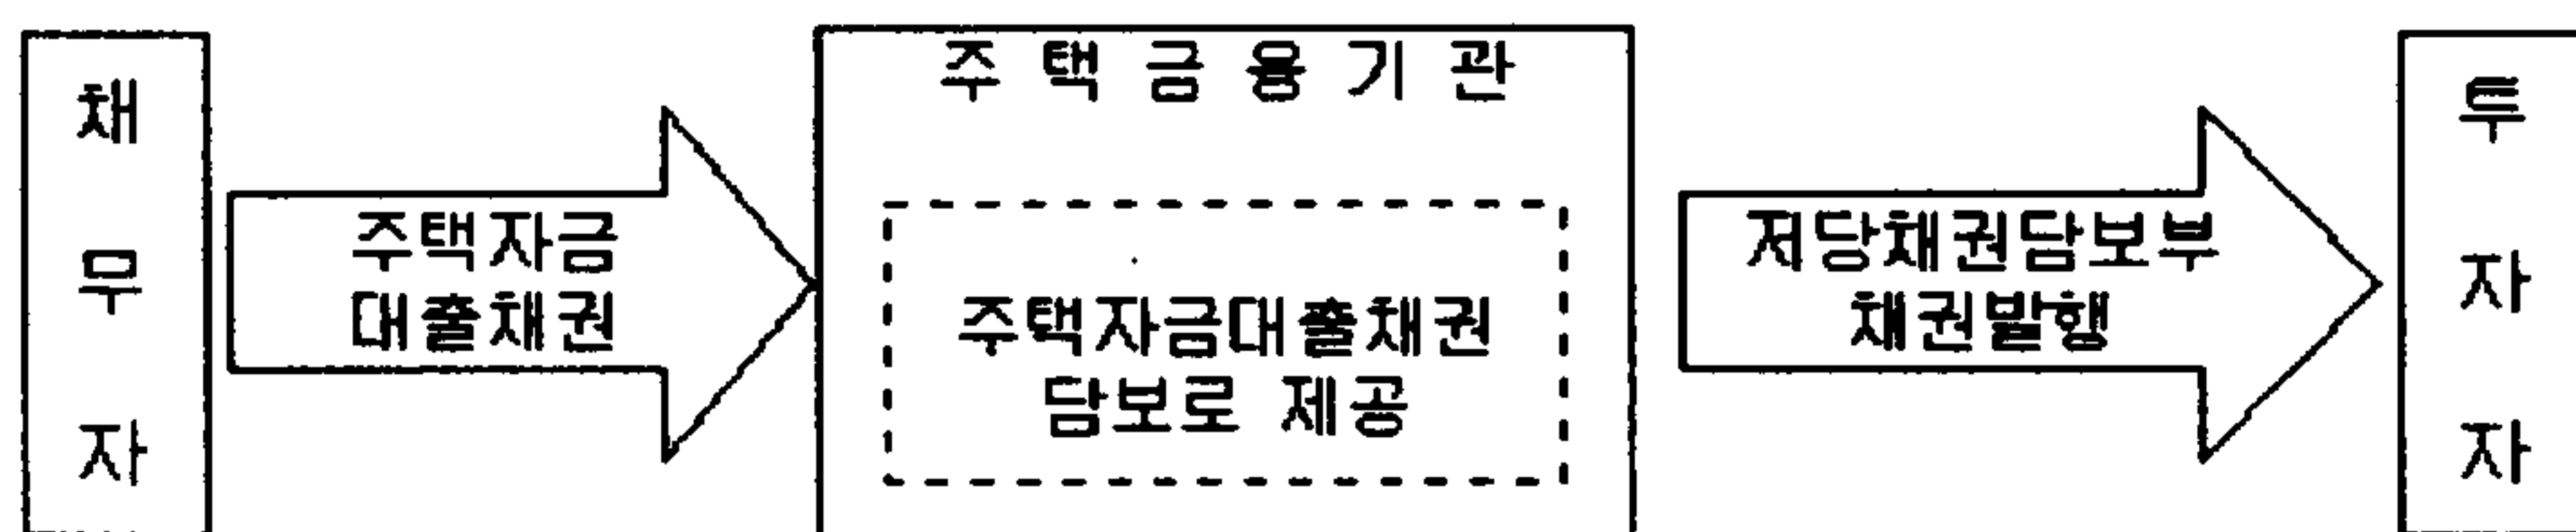 채무자
주택자금
대출채권
주택금융기관
주택자금대출채권
담보로 제공
저당채권담보부
채권발행
투자자